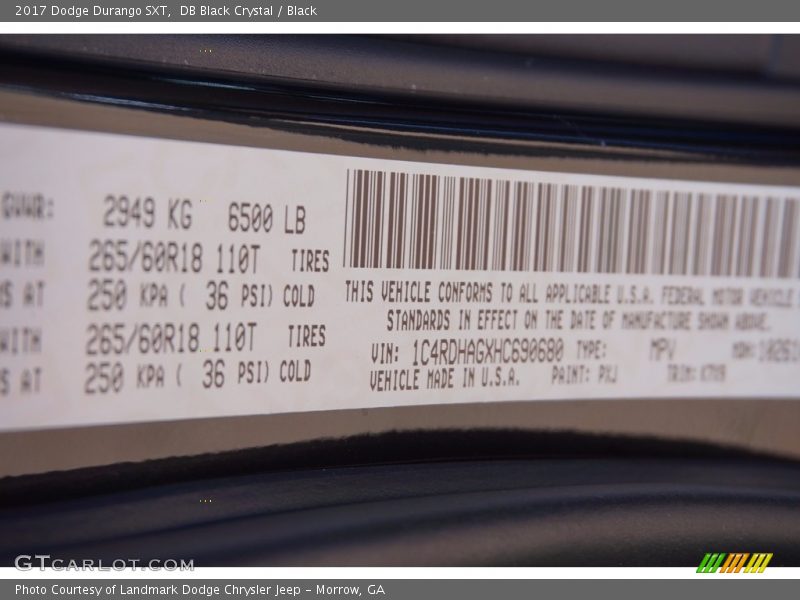 2017 Dodge Durango SXT, DB Black Crystal / Black
GVWR: 2949 KG 6500 LB
WITH 265/60R18 110T TIRES
AT 250 KPA ( 36 PSI) COLD
WITH 265/60R18 110T TIRES
AT 250 KPA ( 36 PSI) COLD
THIS VEHICLE CONFORMS TO ALL APPLICABLE U.S.A. FEDERAL MOTOR VEHICLE
STANDARDS IN EFFECT ON THE DATE OF MANUFACTURE SHOWN ABOVE.
VIN: 1C4RDHAGXHC690680 TYPE: MPV MDH:
VEHICLE MADE IN U.S.A. PAINT: PXJ TRIM:
GTCARLOT.COM
Photo Courtesy of Landmark Dodge Chrysler Jeep – Morrow, GA